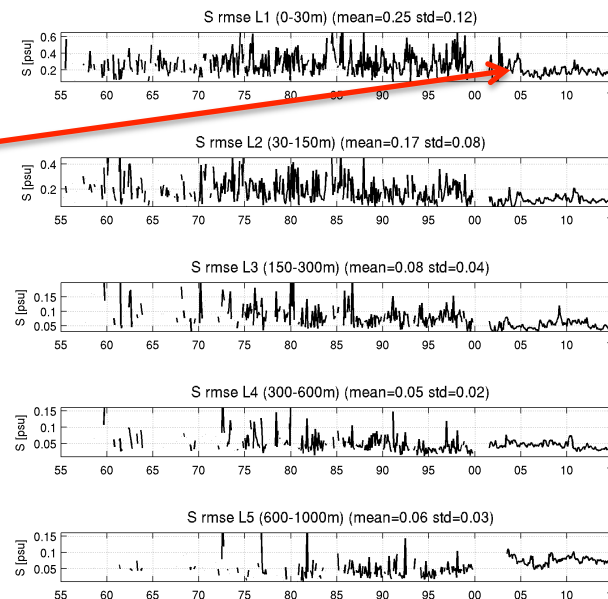 S rmse L1 (0-30m) (mean=0.25 std=0.12)
S [psu]
0.6
0.4
0.2
55 60 65 70 75 80 85 90 95 00 05 10
S rmse L2 (30-150m) (mean=0.17 std=0.08)
S [psu]
0.4
0.2
55 60 65 70 75 80 85 90 95 00 05 10
S rmse L3 (150-300m) (mean=0.08 std=0.04)
S [psu]
0.15
0.1
0.05
55 60 65 70 75 80 85 90 95 00 05 10
S rmse L4 (300-600m) (mean=0.05 std=0.02)
S [psu]
0.15
0.1
0.05
55 60 65 70 75 80 85 90 95 00 05 10
S rmse L5 (600-1000m) (mean=0.06 std=0.03)
S [psu]
0.15
0.1
0.05
55 60 65 70 75 80 85 90 95 00 05 10